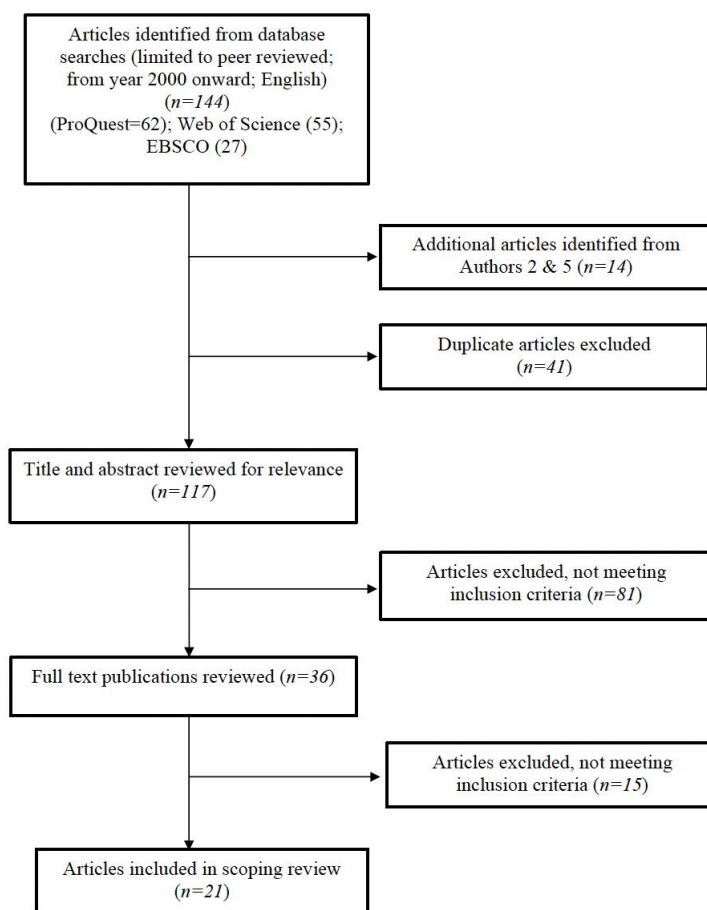 Articles identified from database
searches (limited to peer reviewed;
from year 2000 onward; English)
(n=144)
(ProQuest=62); Web of Science (55);
EBSCO (27)
Additional articles identified from
Authors 2 & 5 (n=14)
Duplicate articles excluded
(n=41)
Title and abstract reviewed for relevance
(n=117)
Articles excluded, not meeting
inclusion criteria (n=81)
Full text publications reviewed (n=36)
Articles excluded, not meeting
inclusion criteria (n=15)
Articles included in scoping review
(n=21)